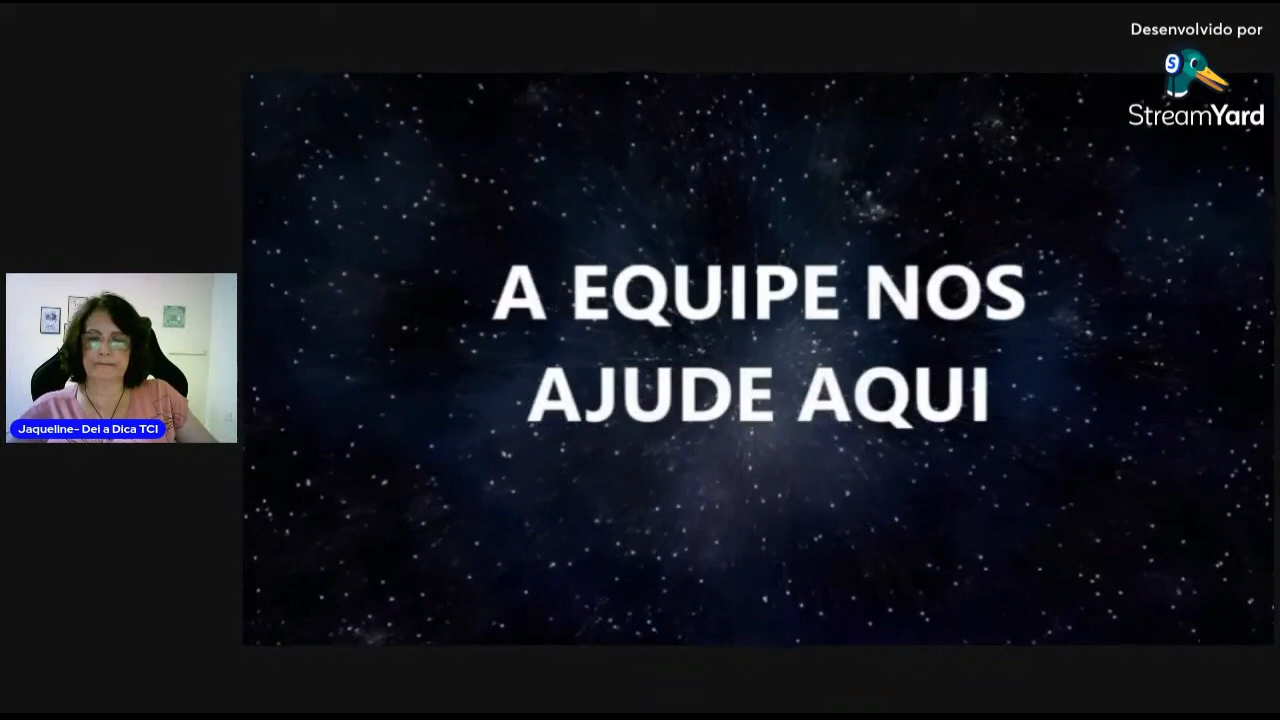 Desenvolvido por
StreamYard
A EQUIPE NOS
AJUDE AQUI
Jaqueline- Dei a Dica TCI